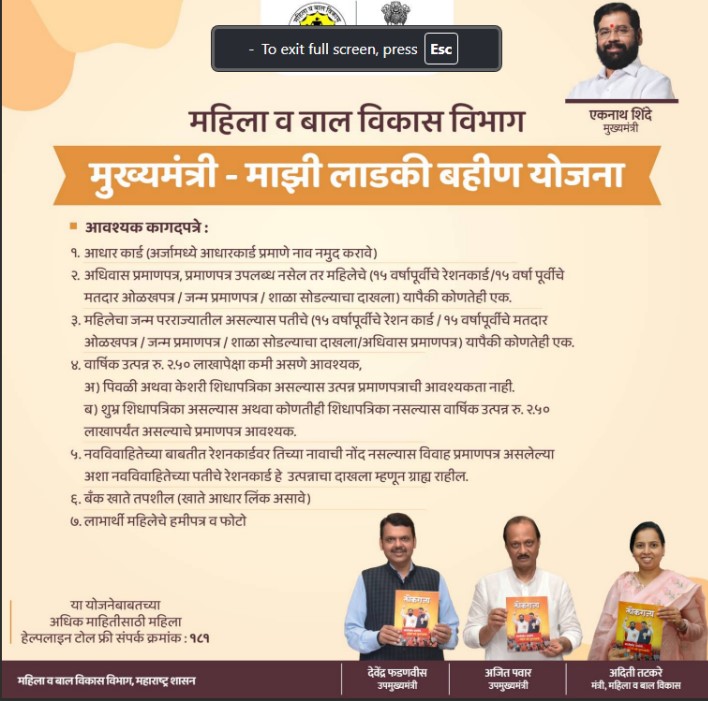 महिला व बाल विकास
- To exit full screen, press Esc
एकनाथ शिंदे
मुख्यमंत्री
महिला व बाल विकास विभाग
मुख्यमंत्री - माझी लाडकी बहीण योजना
आवश्यक कागदपत्रे :
१. आधार कार्ड (अर्जामध्ये आधारकार्ड प्रमाणे नाव नमुद करावे)
२. अधिवास प्रमाणपत्र, प्रमाणपत्र उपलब्ध नसेल तर महिलेचे (१५ वर्षापूर्वीचे रेशनकार्ड/१५ वर्षा पूर्वीचे
मतदार ओळखपत्र / जन्म प्रमाणपत्र / शाळा सोडल्याचा दाखला) यापैकी कोणतेही एक.
३. महिलेचा जन्म परराज्यातील असल्यास पतीचे (१५ वर्षापूर्वीचे रेशन कार्ड / १५ वर्षापूर्वीचे मतदार
ओळखपत्र / जन्म प्रमाणपत्र / शाळा सोडल्याचा दाखला/अधिवास प्रमाणपत्र) यापैकी कोणतेही एक.
४. वार्षिक उत्पन्न रु. २.५० लाखापेक्षा कमी असणे आवश्यक,
अ) पिवळी अथवा केशरी शिधापत्रिका असल्यास उत्पन्न प्रमाणपत्राची आवश्यकता नाही.
ब) शुभ्र शिधापत्रिका असल्यास अथवा कोणतीही शिधापत्रिका नसल्यास वार्षिक उत्पन्न रु. २.५०
लाखापर्यंत असल्याचे प्रमाणपत्र आवश्यक.
५. नवविवाहितेच्या बाबतीत रेशनकार्डवर तिच्या नावाची नोंद नसल्यास विवाह प्रमाणपत्र असलेल्या
अशा नवविवाहितेच्या पतीचे रेशनकार्ड हे उत्पन्नाचा दाखला म्हणून ग्राह्य राहील.
६. बँक खाते तपशील (खाते आधार लिंक असावे)
७. लाभार्थी महिलेचे हमीपत्र व फोटो
या योजनेबाबतच्या
अधिक माहितीसाठी महिला
हेल्पलाइन टोल फ्री संपर्क क्रमांक : १८१
लोकराज्य
लोकराज्य
लोकराज्य
महिला व बाल विकास विभाग, महाराष्ट्र शासन
देवेंद्र फडणवीस
उपमुख्यमंत्री
अजित पवार
उपमुख्यमंत्री
अदिती तटकरे
मंत्री, महिला व बाल विकास